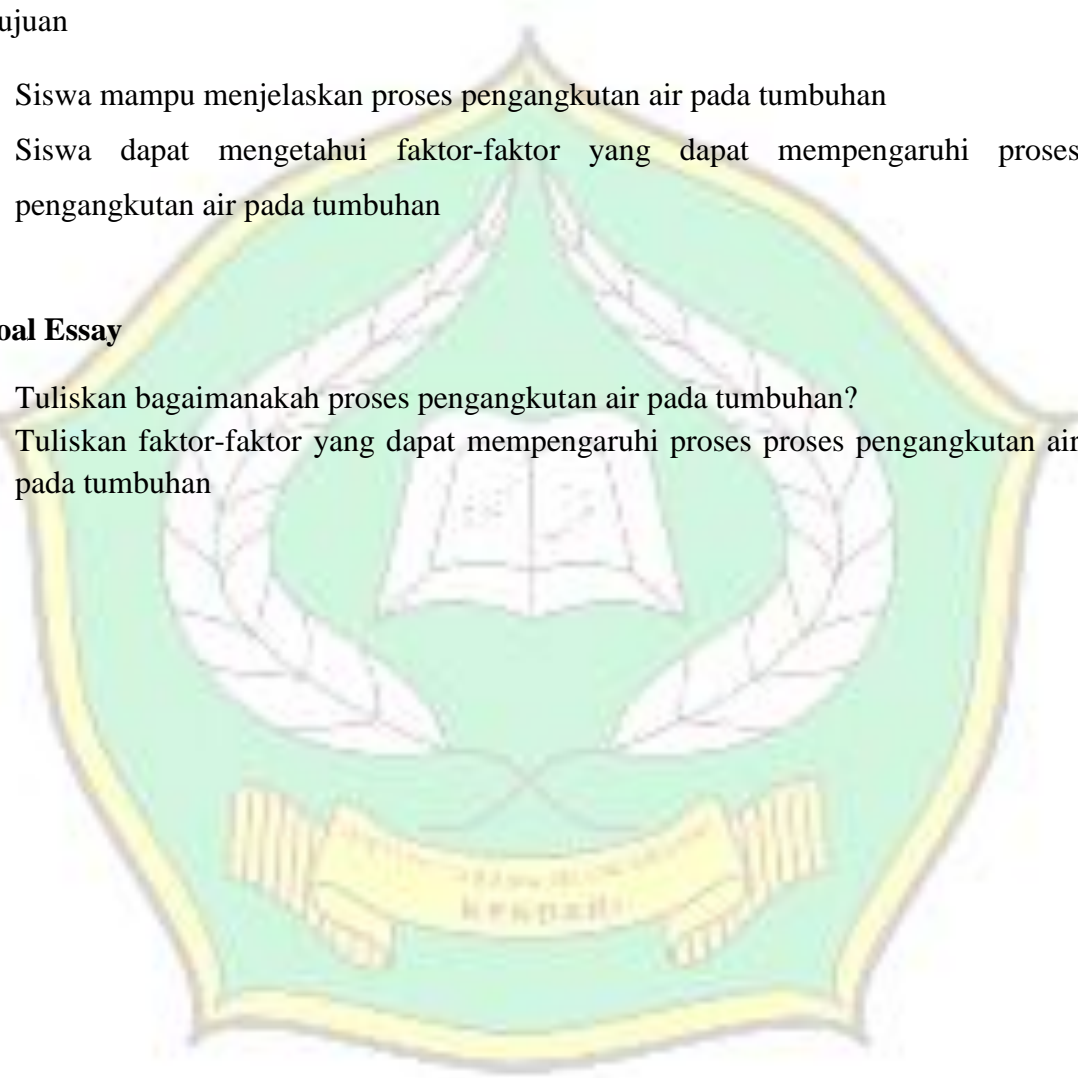 ujuan
Siswa mampu menjelaskan proses pengangkutan air pada tumbuhan
Siswa dapat mengetahui faktor-faktor yang dapat mempengaruhi proses
pengangkutan air pada tumbuhan
oal Essay
Tuliskan bagaimanakah proses pengangkutan air pada tumbuhan?
Tuliskan faktor-faktor yang dapat mempengaruhi proses proses pengangkutan air
pada tumbuhan
KENDARI